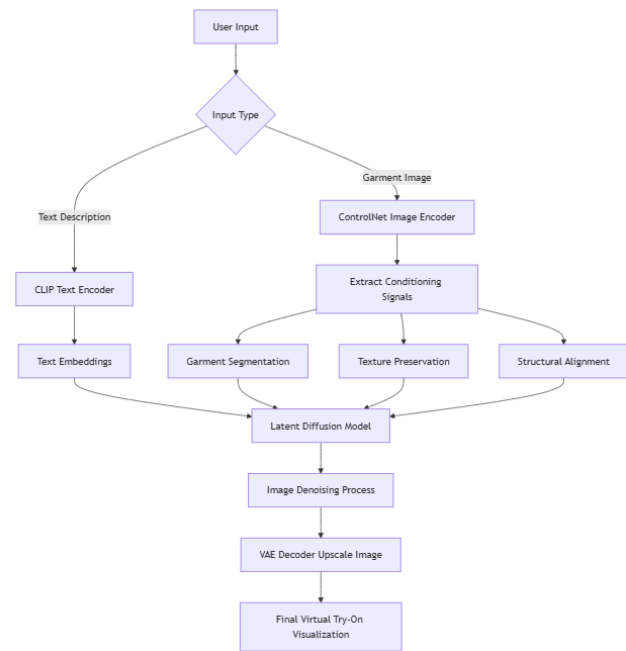 User Input
Input Type
Garment Image
Text Description
ControlNet Image Encoder
CLIP Text Encoder
Extract Conditioning
Signals
Text Embeddings
Garment Segmentation
Texture Preservation
Structural Alignment
Latent Diffusion Model
Image Denoising Process
VAE Decoder Upscale Image
Final Virtual Try-On
Visualization